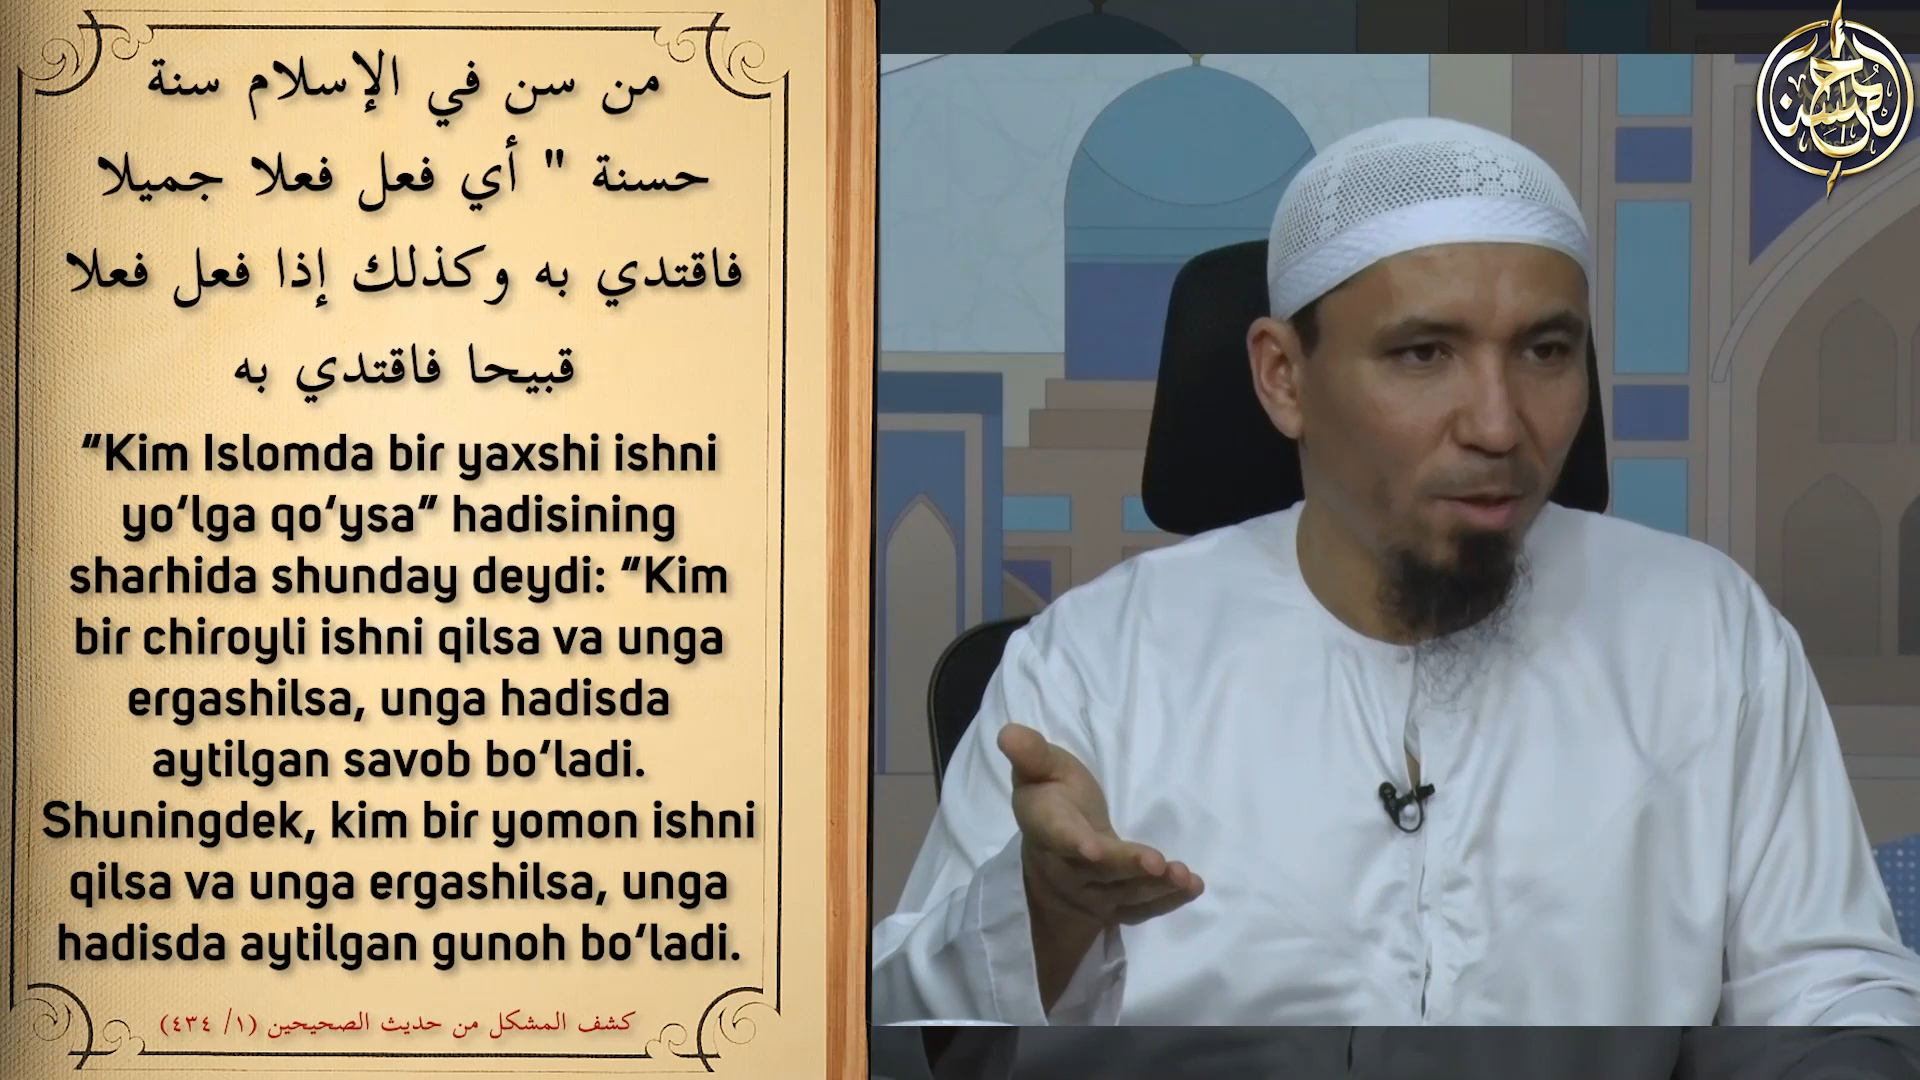 من سن في الإسلام سنة
حسنة " أي فعل فعلا جميلا
فاقتدي به وكذلك إذا فعل فعلا
قبيحا فاقتدي به
“Kim Islomda bir yaxshi ishni
yo‘lga qo‘ysa” hadisining
sharhida shunday deydi: “Kim
bir chiroyli ishni qilsa va unga
ergashilsa, unga hadisda
aytilgan savob bo‘ladi.
Shuningdek, kim bir yomon ishni
qilsa va unga ergashilsa, unga
hadisda aytilgan gunoh bo‘ladi.
كشف المشكل من حديث الصحيحين (١/ ٤٣٤)